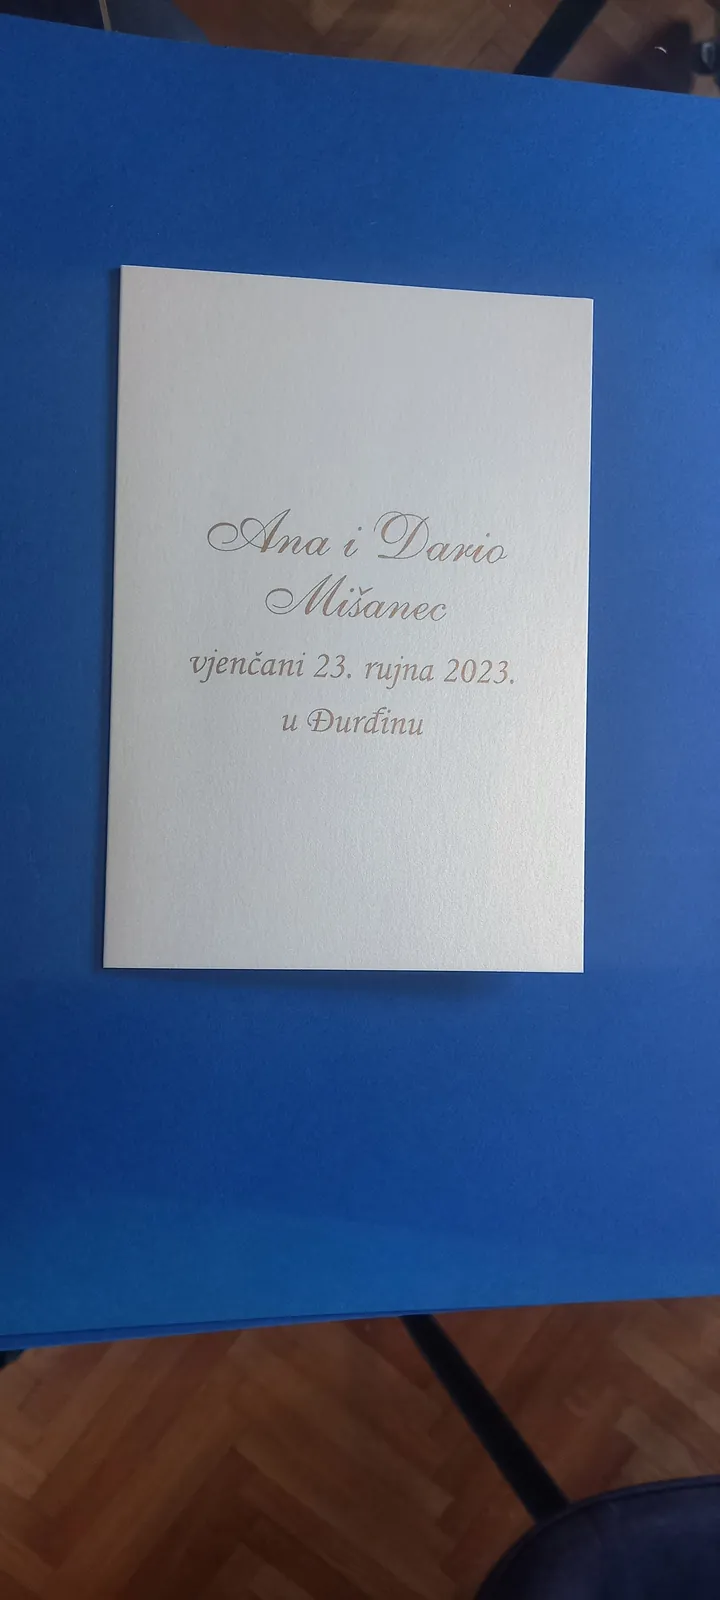 Ana i Dario
Mišanec
vjenčani 23. rujna 2023.
u Đurđinu